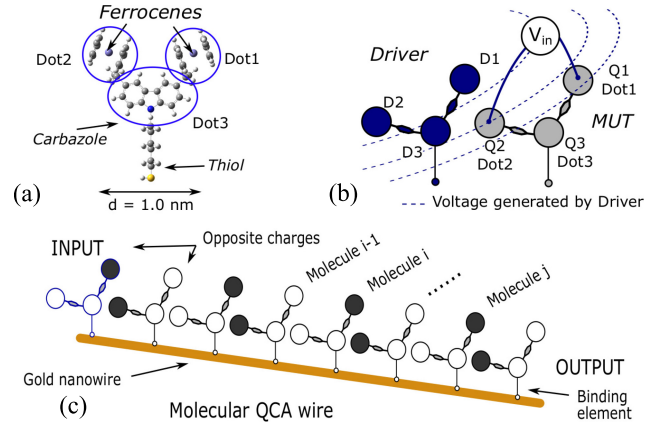 Ferrocenes
(a)
Dot2
Dot1
Dot3
Carbazole
Thiol
d = 1.0 nm
Vin
Driver
D1
D2
D3
Q1
Dot1
MUT
Q2
Dot2
Q3
Dot3
(b)
Voltage generated by Driver
INPUT
Opposite charges
Molecule i-1
Molecule i
......
Molecule j
Gold nanowire
OUTPUT
Binding
element
(c)
Molecular QCA wire